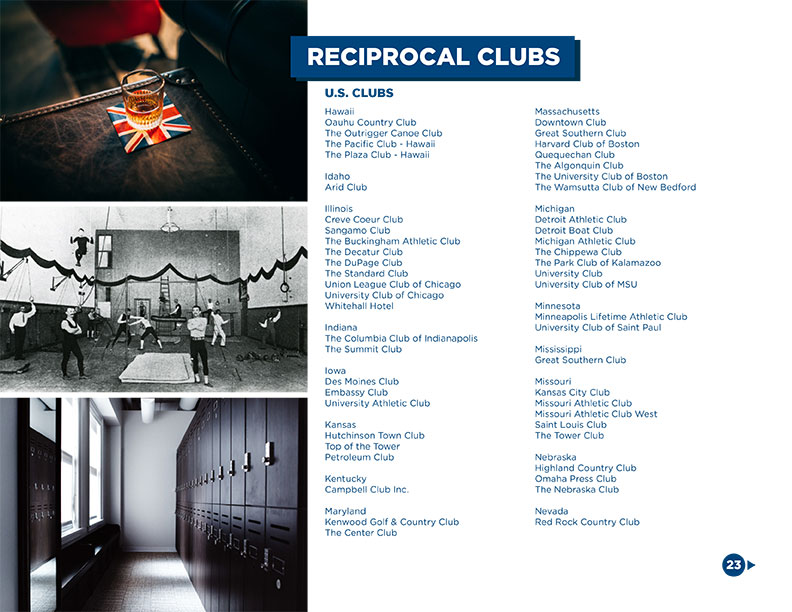 RECIPROCAL CLUBS
U.S. CLUBS
Hawaii
Oauhu Country Club
The Outrigger Canoe Club
The Pacific Club - Hawaii
The Plaza Club - Hawaii
Idaho
Arid Club
Illinois
Creve Coeur Club
Sangamo Club
The Buckingham Athletic Club
The Decatur Club
The DuPage Club
The Standard Club
Union League Club of Chicago
University Club of Chicago
Whitehall Hotel
Indiana
The Columbia Club of Indianapolis
The Summit Club
Iowa
Des Moines Club
Embassy Club
University Athletic Club
Kansas
Hutchinson Town Club
Top of the Tower
Petroleum Club
Kentucky
Campbell Club Inc.
Maryland
Kenwood Golf & Country Club
The Center Club
Massachusetts
Downtown Club
Great Southern Club
Harvard Club of Boston
Quequechan Club
The Algonquin Club
The University Club of Boston
The Wamsutta Club of New Bedford
Michigan
Detroit Athletic Club
Detroit Boat Club
Michigan Athletic Club
The Chippewa Club
The Park Club of Kalamazoo
University Club
University Club of MSU
Minnesota
Minneapolis Lifetime Athletic Club
University Club of Saint Paul
Mississippi
Great Southern Club
Missouri
Kansas City Club
Missouri Athletic Club
Missouri Athletic Club West
Saint Louis Club
The Tower Club
Nebraska
Highland Country Club
Omaha Press Club
The Nebraska Club
Nevada
Red Rock Country Club
23